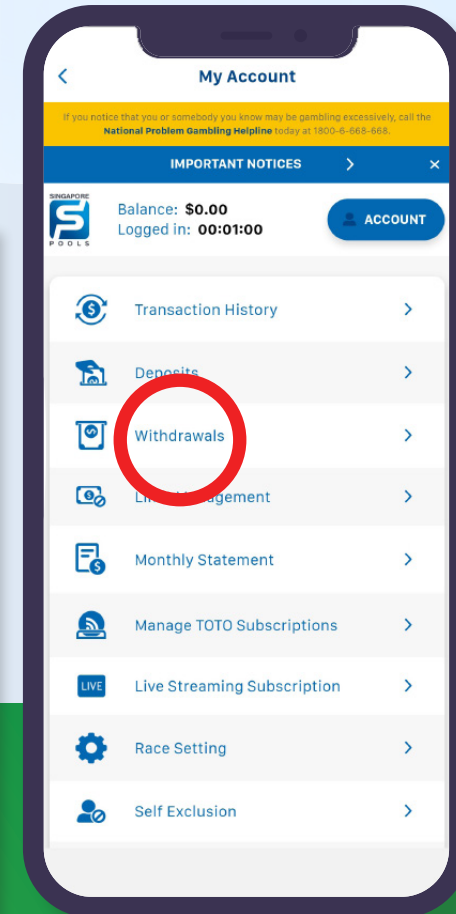 My Account
If you notice that you or somebody you know may be gambling excessively, call the
National Problem Gambling Helpline today at 1800-6-668-668.
IMPORTANT NOTICES
SINGAPORE
POOLS
Balance: $0.00
Logged in: 00:01:00
ACCOUNT
Transaction History
Deposits
Withdrawals
Limit Management
Monthly Statement
Manage TOTO Subscriptions
LIVE
Live Streaming Subscription
Race Setting
Self Exclusion